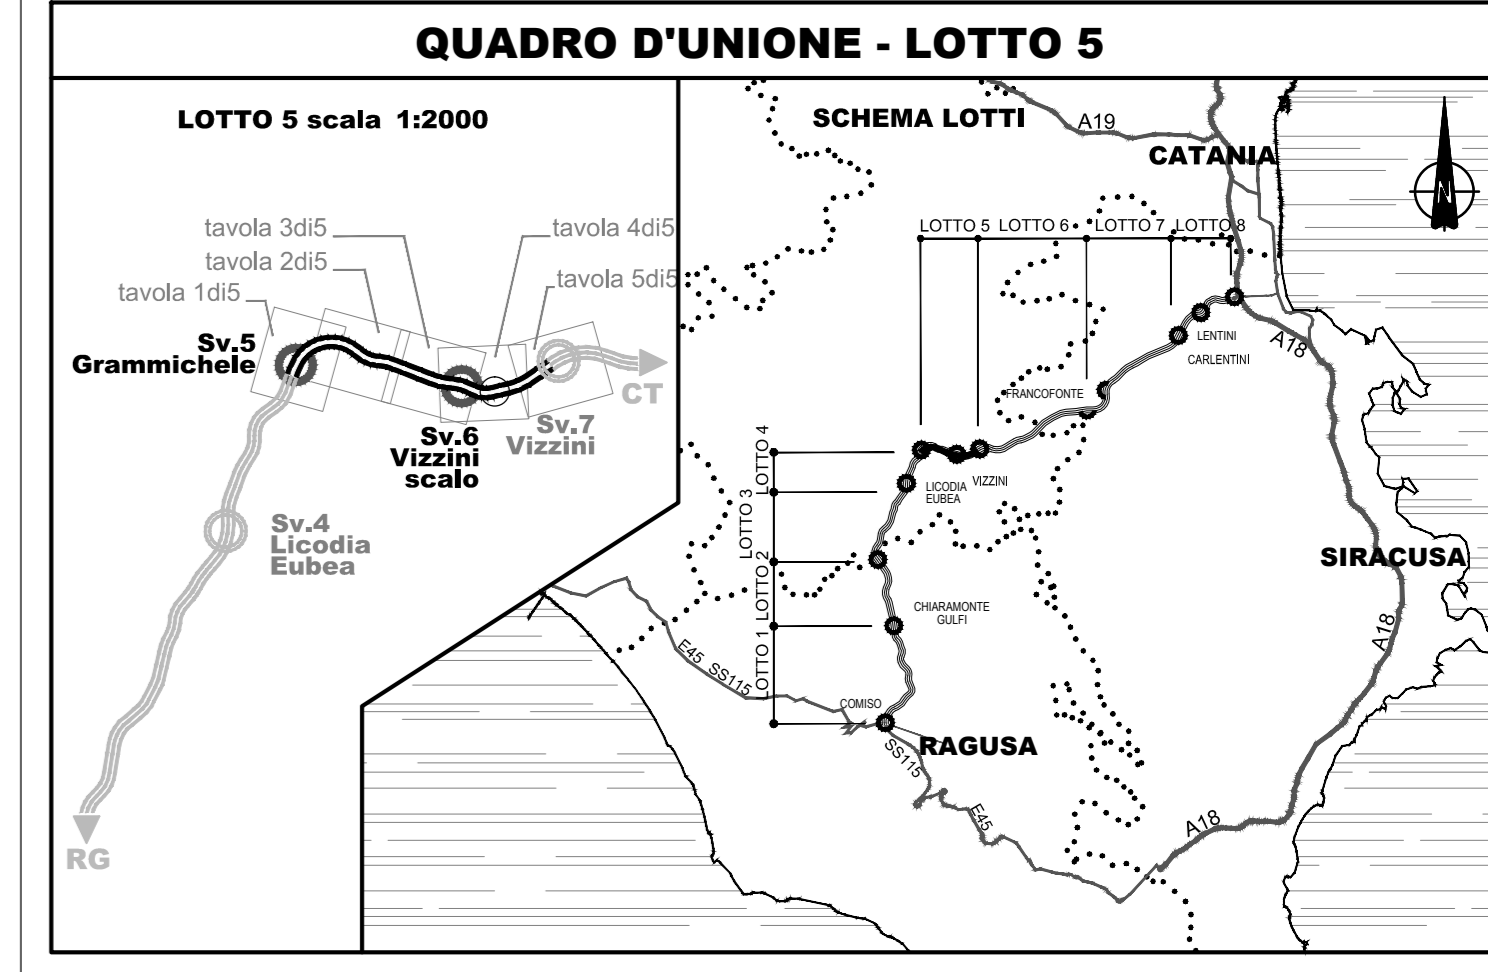 QUADRO D'UNIONE - LOTTO 5
LOTTO 5 scala 1:2000
tavola 3di5
tavola 2di5
tavola 1di5
tavola 4di5
tavola 5di5
Sv.5
Grammichele
CT
Sv.6
Vizzini
scalo
Sv.7
Vizzini
Sv.4
Licodia
Eubea
RG
SCHEMA LOTTI
A19
CATANIA
N
LOTTO 5
LOTTO 6
LOTTO 7
LOTTO 8
LENTINI
CARLENTINI
A18
FRANCOFONTE
LOTTO 4
LOTTO 3
LOTTO 2
LOTTO 1
LICODIA
EUBEA
VIZZINI
SIRACUSA
CHIARAMONTE
GULFI
A18
E45 SS115
COMISO
RAGUSA
SS115
E45
A18